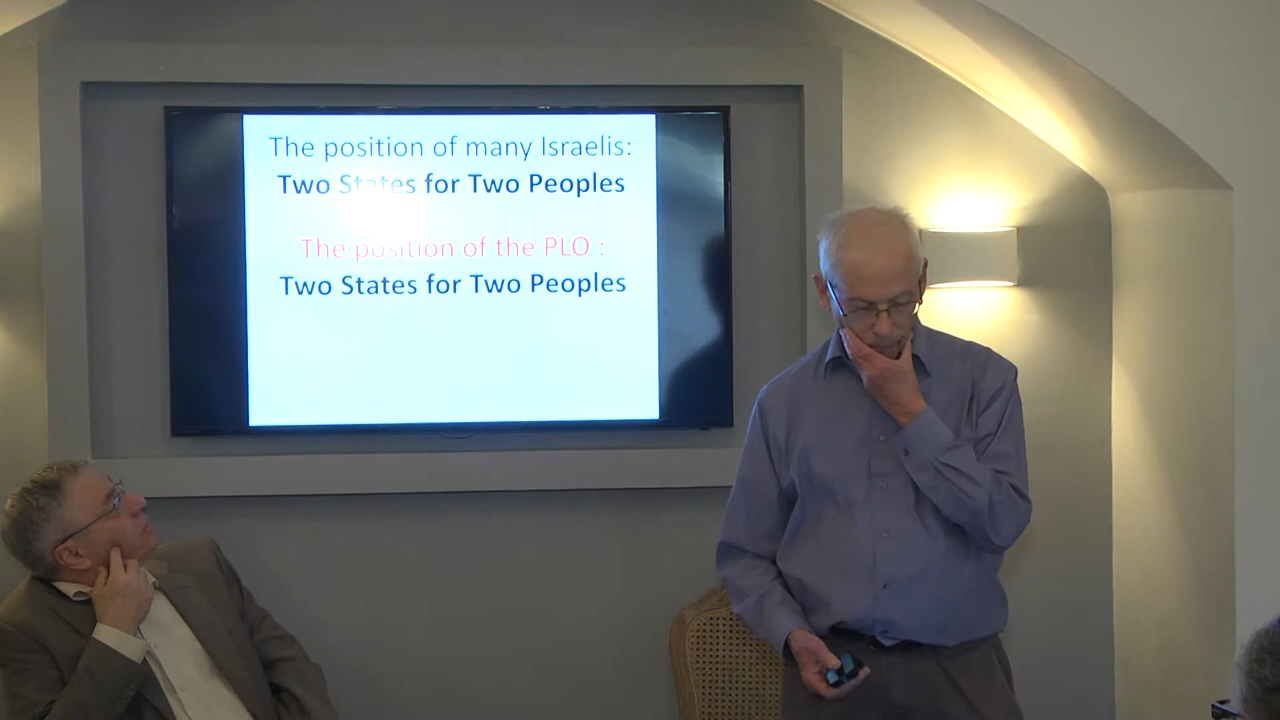 The position of many Israelis:
Two States for Two Peoples
The position of the PLO :
Two States for Two Peoples